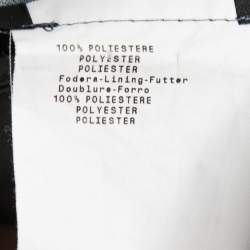 100% POLIESTERE
POLYESTER
POLIESTER
Fodera-Lining-Futter
Doublure-Forro
100% POLIESTERE
POLYESTER
POLIESTER